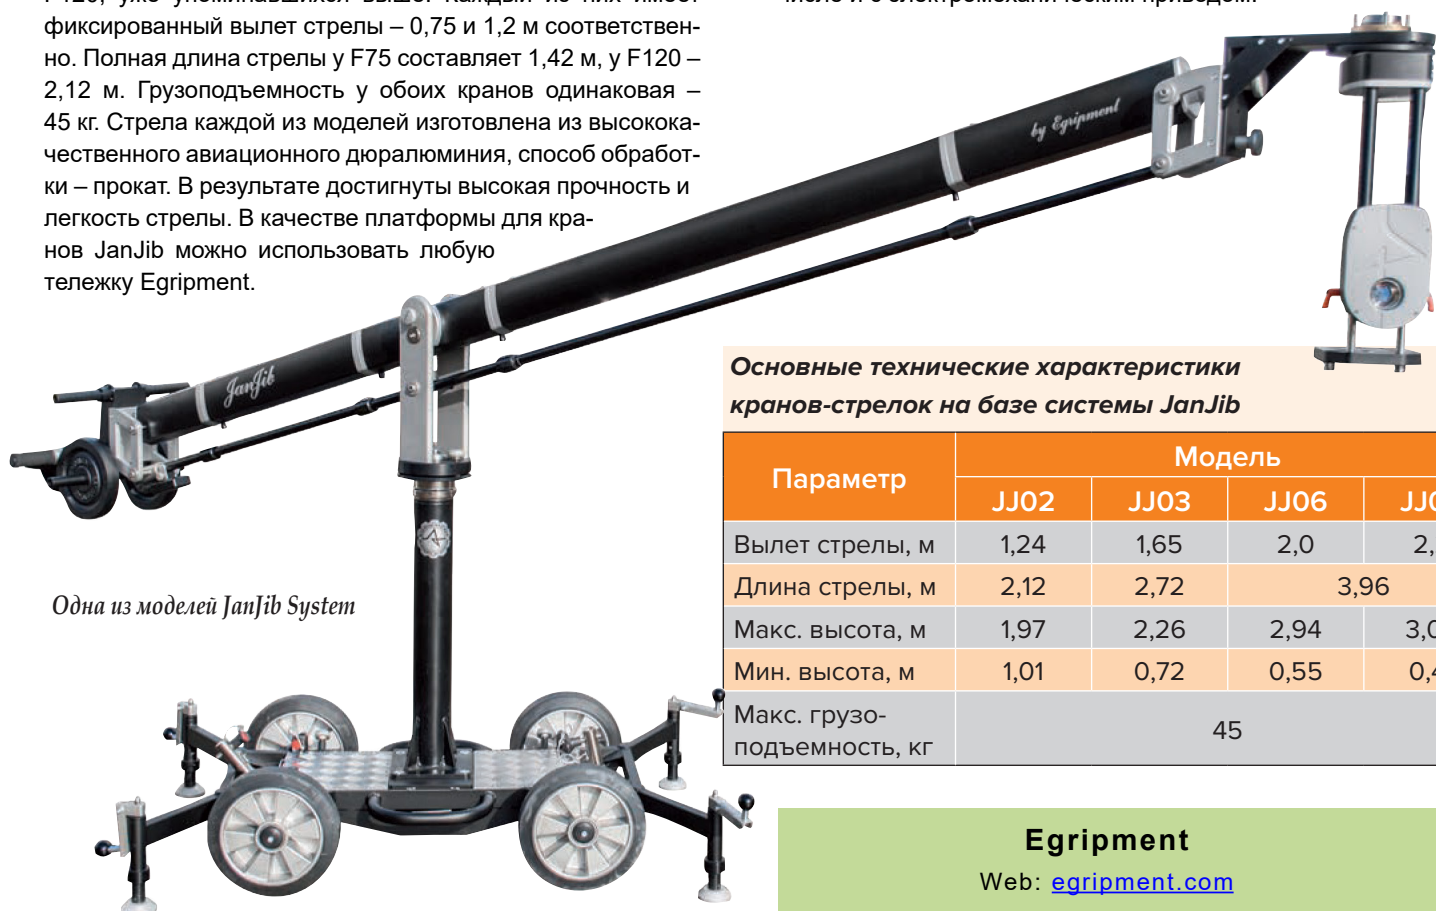 фиксированный вылет стрелы – 0,75 и 1,2 м соответствен-
но. Полная длина стрелы у F75 составляет 1,42 м, у F120 –
2,12 м. Грузоподъемность у обоих кранов одинаковая –
45 кг. Стрела каждой из моделей изготовлена из высокока-
чественного авиационного дюралюминия, способ обработ-
ки – прокат. В результате достигнуты высокая прочность и
легкость стрелы. В качестве платформы для кра-
нов JanJib можно использовать любую
тележку Egripment.
by Egripment
JanJib
Одна из моделей JanJib System
Основные технические характеристики
кранов-стрелок на базе системы JanJib
Параметр Модель
JJ02 JJ03 JJ06
Вылет стрелы, м 1,24 1,65 2,0
Длина стрелы, м 2,12 2,72 3,96
Макс. высота, м 1,97 2,26 2,94
Мин. высота, м 1,01 0,72 0,55
Макс. грузо-
подъемность, кг 45
Egripment
Web: egripment.com